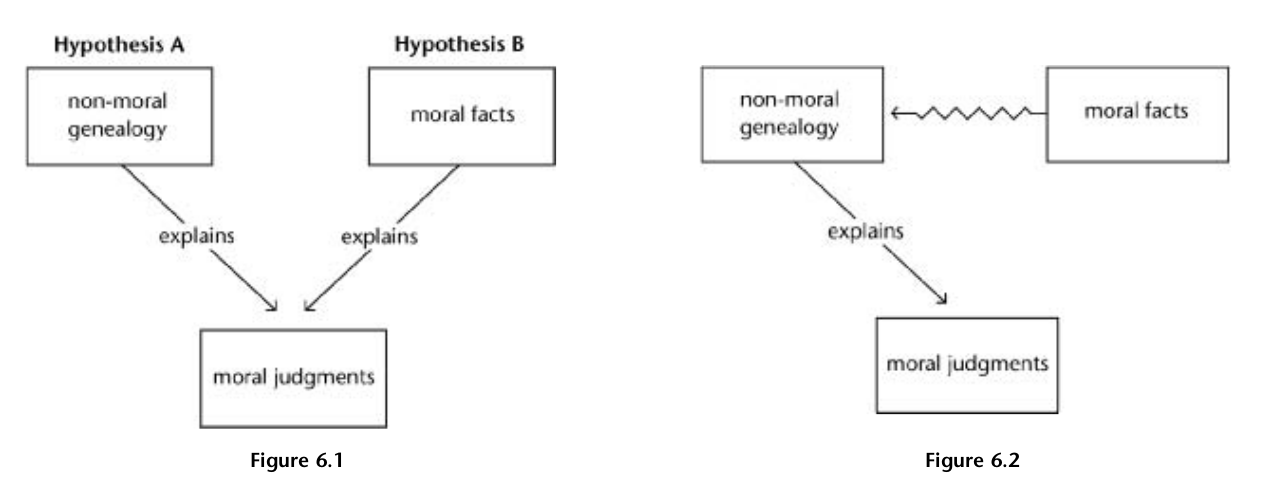 Hypothesis A
non-moral
genealogy
Hypothesis B
moral facts
explains
explains
moral judgments
Figure 6.1
non-moral
genealogy
moral facts
explains
moral judgments
Figure 6.2